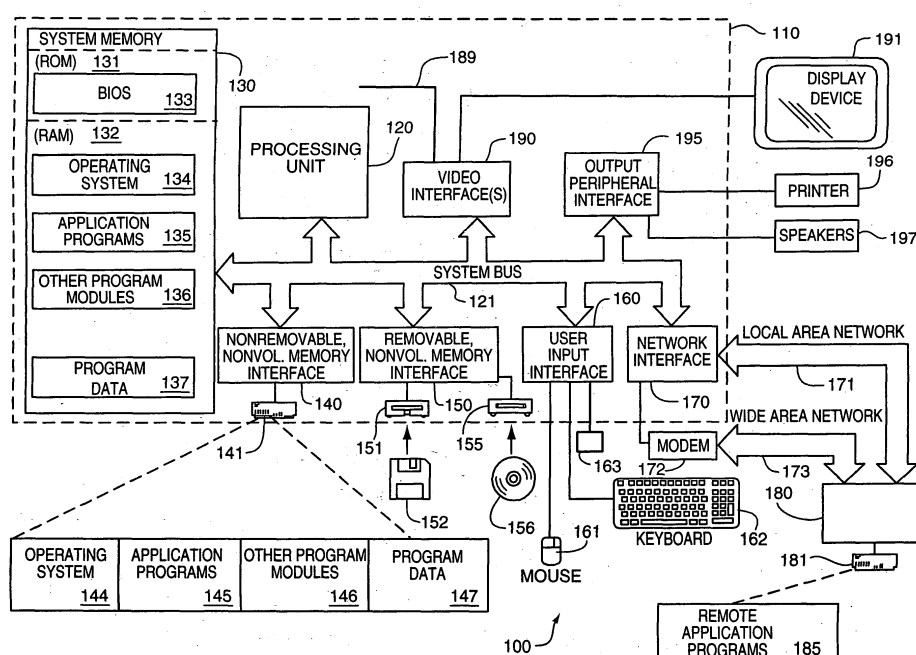 SYSTEM MEMORY
(ROM) 131
BIOS 133
(RAM) 132
OPERATING
SYSTEM 134
APPLICATION
PROGRAMS 135
OTHER PROGRAM
MODULES 136
PROGRAM
DATA 137
130
PROCESSING
UNIT
120
189
190
VIDEO
INTERFACE(S)
195
OUTPUT
PERIPHERAL
INTERFACE
110
191
DISPLAY
DEVICE
196
PRINTER
SPEAKERS
197
SYSTEM BUS
121
NONREMOVABLE,
NONVOL. MEMORY
INTERFACE
140
REMOVABLE,
NONVOL. MEMORY
INTERFACE
150
160
USER
INPUT
INTERFACE
NETWORK
INTERFACE
170
LOCAL AREA NETWORK
171
WIDE AREA NETWORK
MODEM
172
173
141
151
155
152
156
163
161
MOUSE
KEYBOARD
162
180
181
OPERATING
SYSTEM
144
APPLICATION
PROGRAMS
145
OTHER PROGRAM
MODULES
146
PROGRAM
DATA
147
100
REMOTE
APPLICATION
PROGRAMS 185